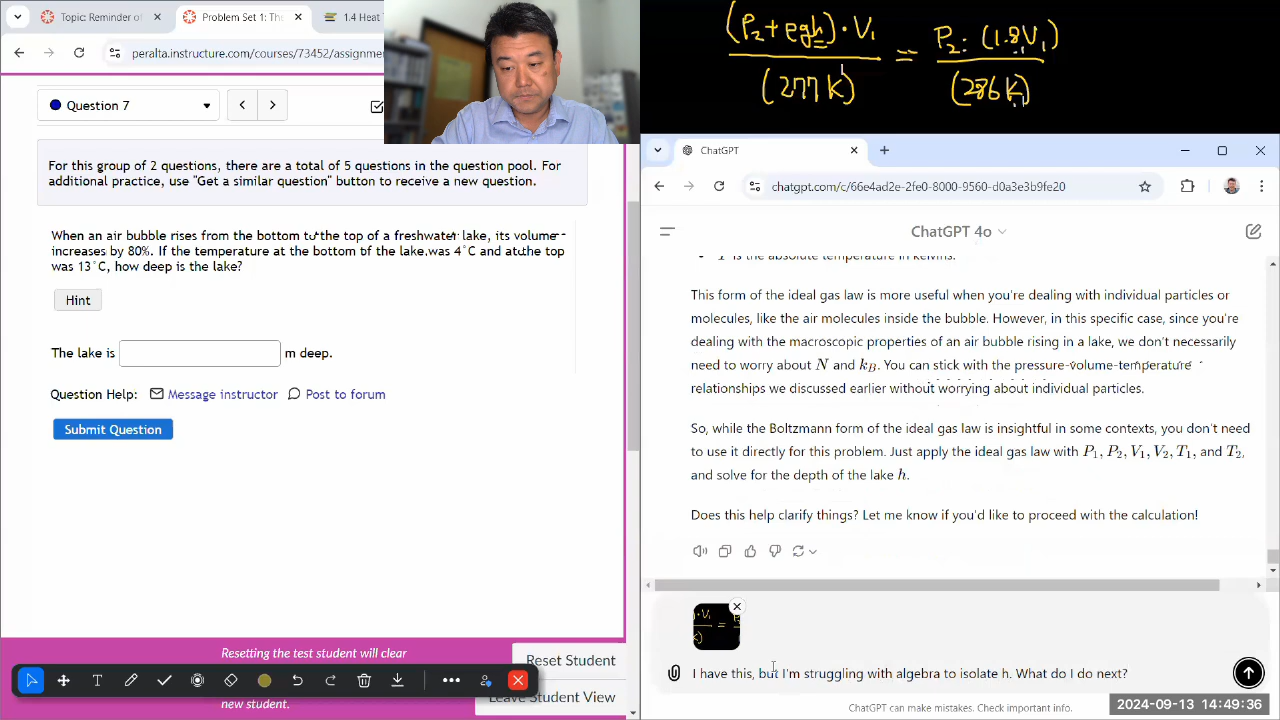 Topic Reminder of
Problem Set 1: Th
1.4 Heat T
peralla.instructure.com/courses/73452/assignme
Question 7
For this group of 2 questions, there are a total of 5 questions in the question pool. For
additional practice, use "Get a similar question" button to receive a new question.
When an air bubble rises from the bottom to the top of a freshwater lake, its volume
increases by 80%. If the temperature at the bottom of the lake was 4°C and at the top
was 13°C, how deep is the lake?
Hint
The lake is m deep.
Question Help: Message instructor Post to forum
Submit Question
Resetting the test student will clear
Reset Student
Leave Student View
new student.
(P₂+ρgh)·V₁ / (277 K) = P₂·(1.8V₁) / (286 K)
ChatGPT
chatgpt.com/c/66e4ad2e-2fe0-8000-9560-d0a3e3b9fe20
ChatGPT 4o
is the absolute temperature in kelvins.
This form of the ideal gas law is more useful when you're dealing with individual particles or
molecules, like the air molecules inside the bubble. However, in this specific case, since you're
dealing with the macroscopic properties of an air bubble rising in a lake, we don't necessarily
need to worry about N and k_B. You can stick with the pressure-volume-temperature
relationships we discussed earlier without worrying about individual particles.
So, while the Boltzmann form of the ideal gas law is insightful in some contexts, you don't need
to use it directly for this problem. Just apply the ideal gas law with P₁, P₂, V₁, V₂, T₁, and T₂,
and solve for the depth of the lake h.
Does this help clarify things? Let me know if you'd like to proceed with the calculation!
I have this, but I'm struggling with algebra to isolate h. What do I do next?
ChatGPT can make mistakes. Check important info.
2024-09-13 14:49:36